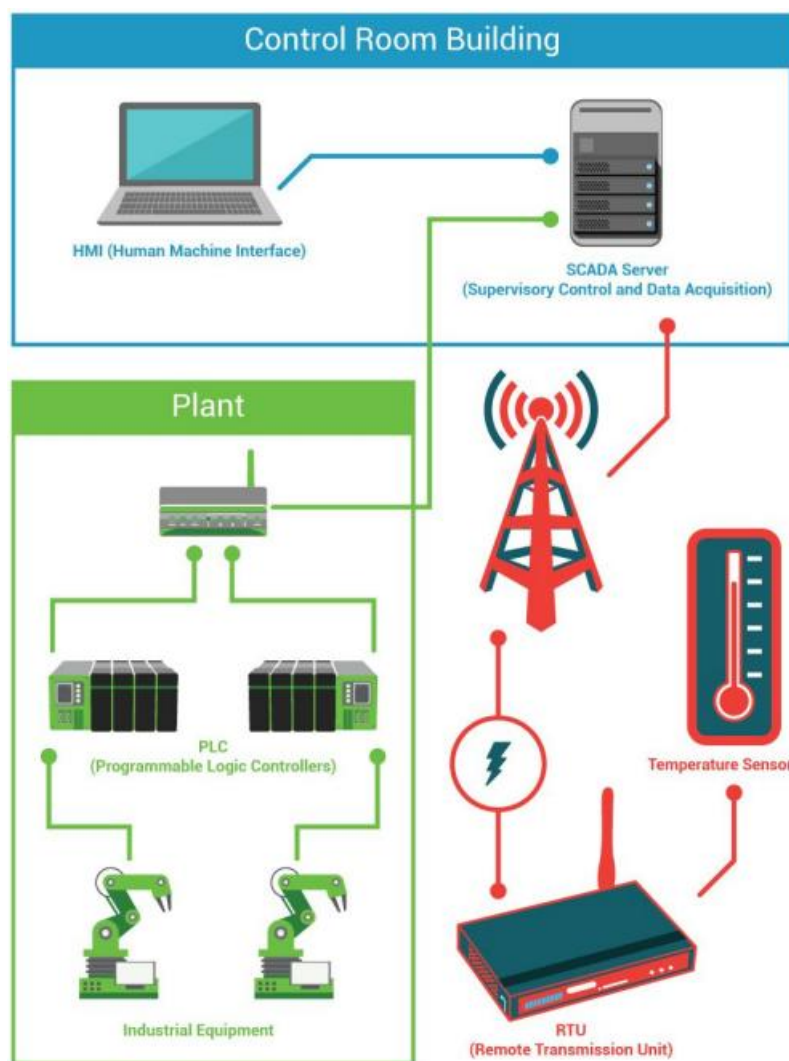 Control Room Building
HMI (Human Machine Interface)
SCADA Server
(Supervisory Control and Data Acquisition)
Plant
PLC
(Programmable Logic Controllers)
Temperature Sensor
Industrial Equipment
RTU
(Remote Transmission Unit)